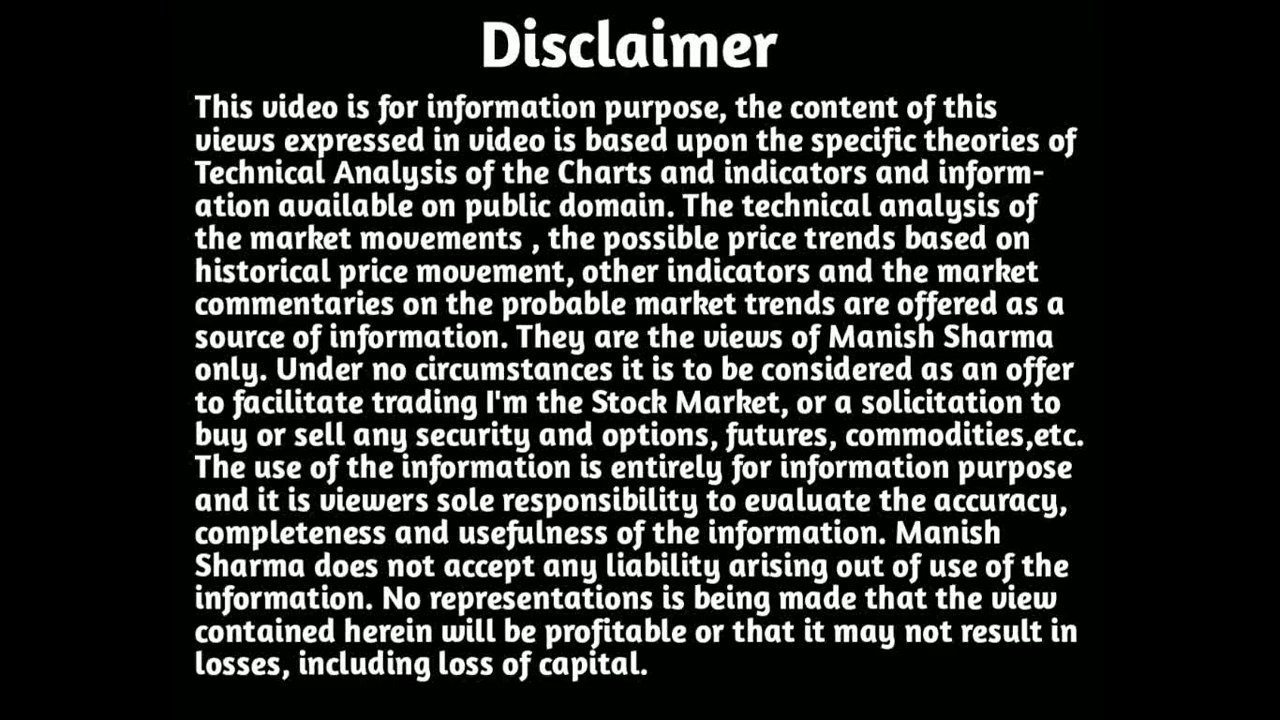 Disclaimer
This video is for information purpose, the content of this
views expressed in video is based upon the specific theories of
Technical Analysis of the Charts and indicators and inform-
ation available on public domain. The technical analysis of
the market movements , the possible price trends based on
historical price movement, other indicators and the market
commentaries on the probable market trends are offered as a
source of information. They are the views of Manish Sharma
only. Under no circumstances it is to be considered as an offer
to facilitate trading I'm the Stock Market, or a solicitation to
buy or sell any security and options, futures, commodities,etc.
The use of the information is entirely for information purpose
and it is viewers sole responsibility to evaluate the accuracy,
completeness and usefulness of the information. Manish
Sharma does not accept any liability arising out of use of the
information. No representations is being made that the view
contained herein will be profitable or that it may not result in
losses, including loss of capital.